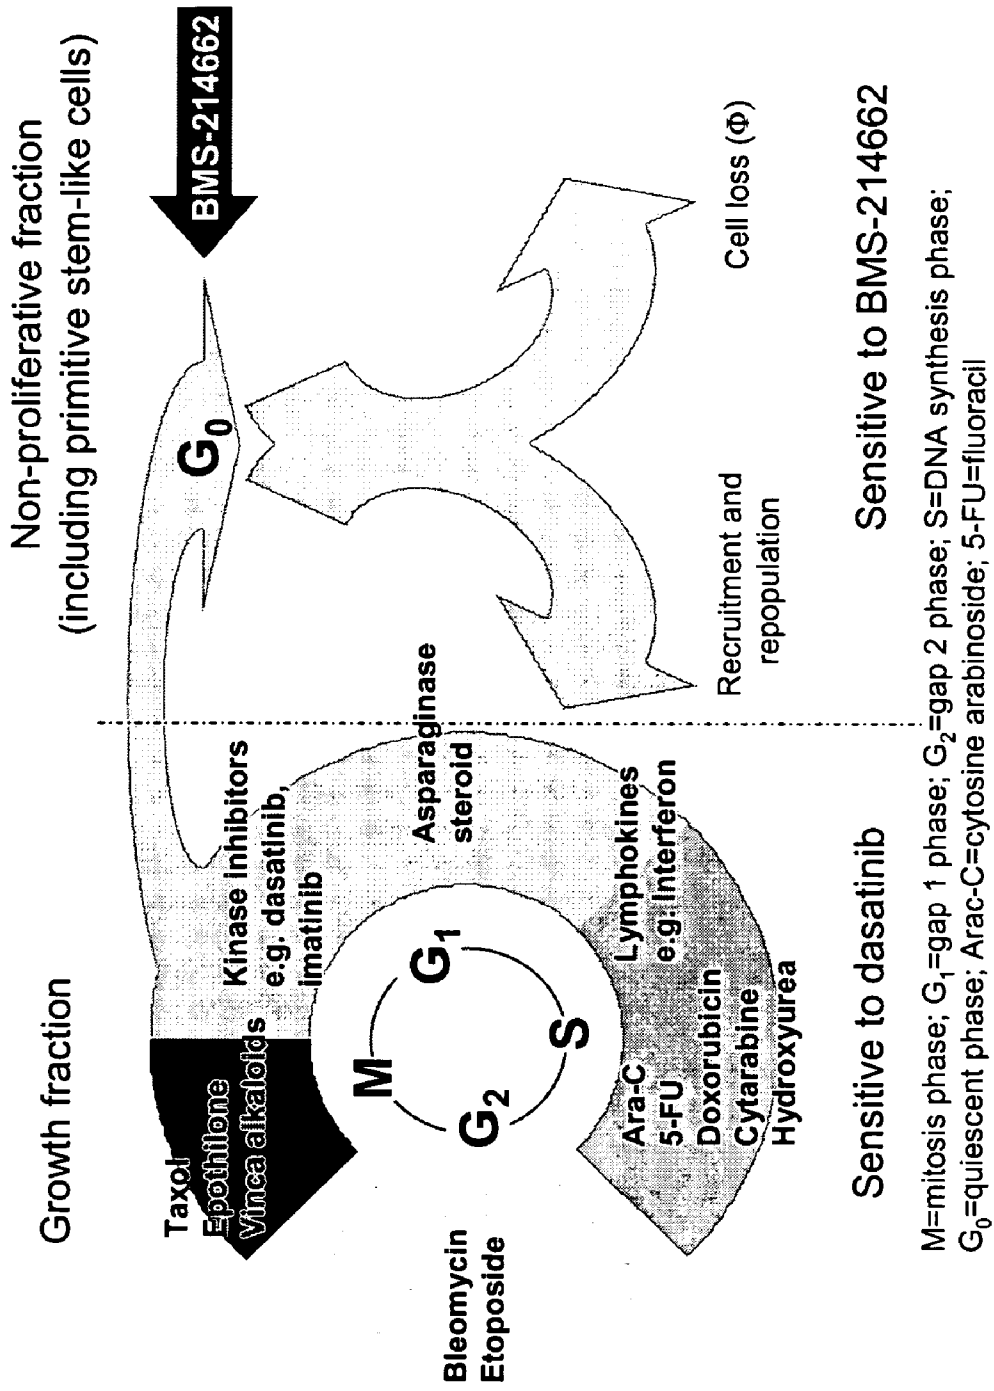 Growth fraction
Non-proliferative fraction
(including primitive stem-like cells)
Taxol
Epothilone
Vinca alkaloids
Kinase inhibitors
e.g. dasatinib,
imatinib
G0
BMS-214662
Bleomycin
Etoposide
M
G1
G2
S
Asparaginase
steroid
Ara-C
5-FU
Doxorubicin
Cytarabine
Hydroxyurea
Lymphokines
e.g. Interferon
Recruitment and
repopulation
Cell loss (Φ)
Sensitive to dasatinib
Sensitive to BMS-214662
M=mitosis phase; G1=gap 1 phase; G2=gap 2 phase; S=DNA synthesis phase;
G0=quiescent phase; Arac-C=cytosine arabinoside; 5-FU=fluoracil